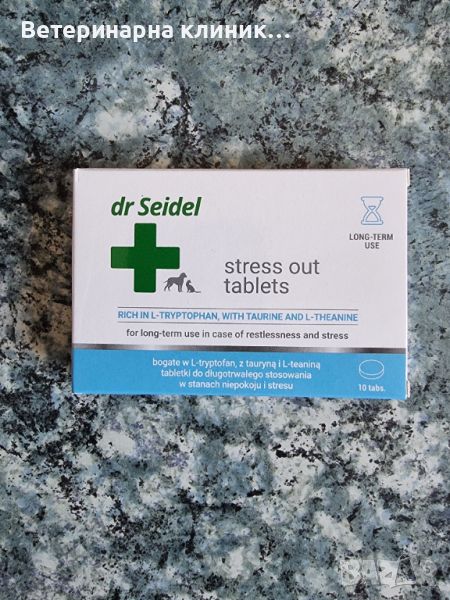 Ветеринарна клиник...
dr Seidel
LONG-TERM
USE
stress out
tablets
RICH IN L-TRYPTOPHAN, WITH TAURINE AND L-THEANINE
for long-term use in case of restlessness and stress
bogate w L-tryptofan, z tauryną i L-teaniną
tabletki do długotrwałego stosowania
w stanach niepokoju i stresu
10 tabs.